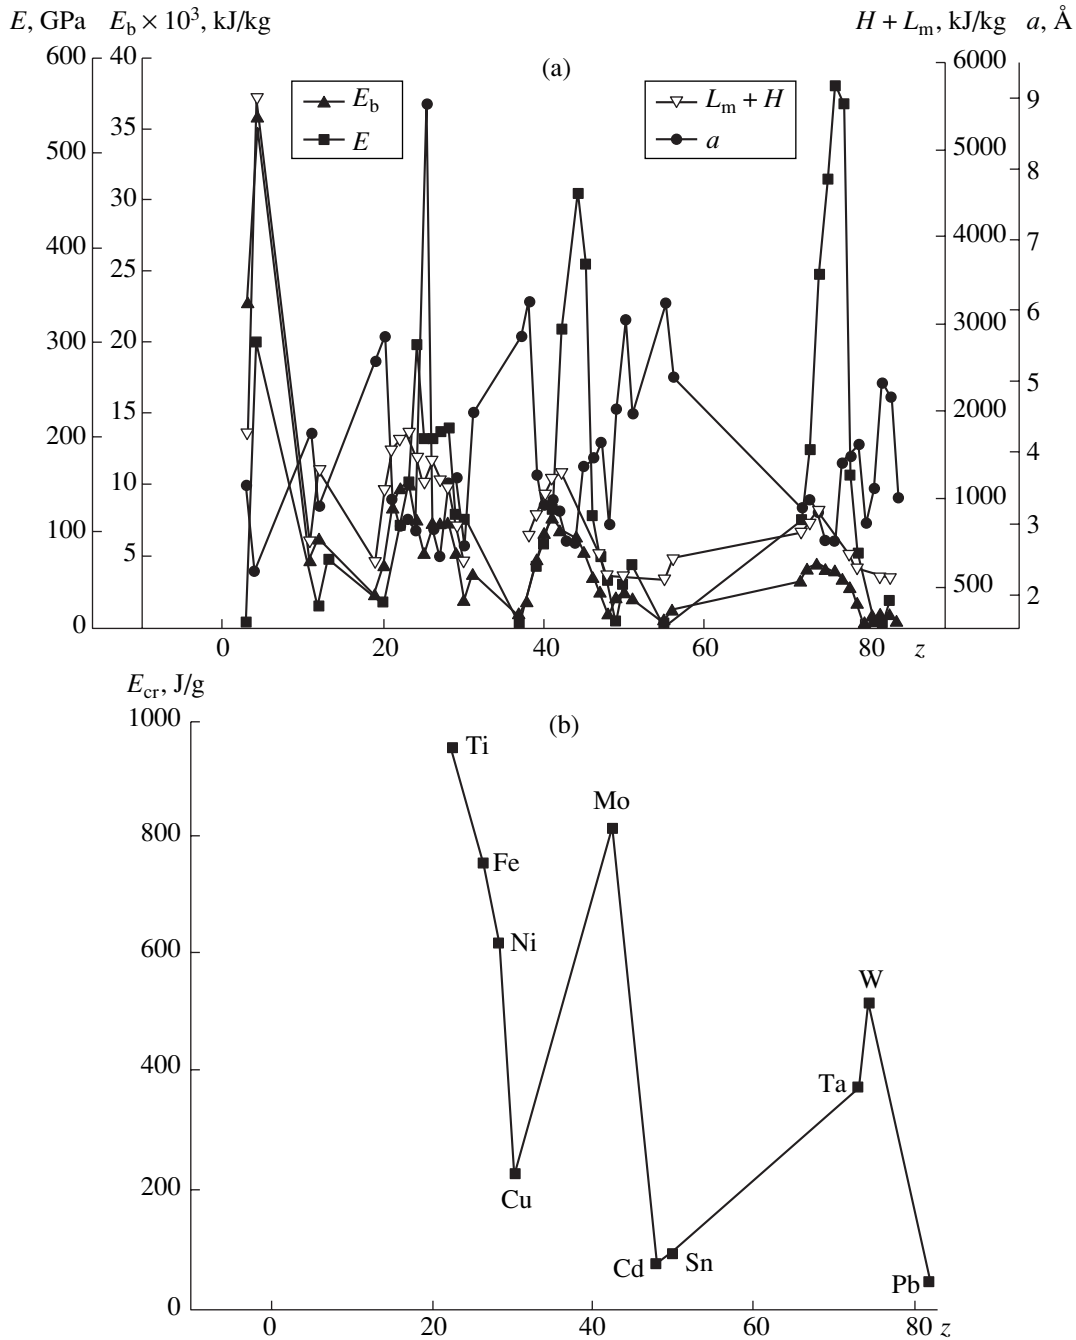 E, GPa E_b × 10³, kJ/kg H + L_m, kJ/kg a, Å
600 40 (a) 6000 9
E_b L_m + H
E a
35
500 5000 8
30
400 25 4000 7
300 20 3000 6
5
15 2000
200 4
10 1000
100 3
5 500 2
0 0
0 20 40 60 80 z
E_cr, J/g
1000 (b)
Ti
Mo
800
Fe
Ni
600
W
400
Ta
200 Cu
Cd Sn
Pb
0
0 20 40 60 80 z